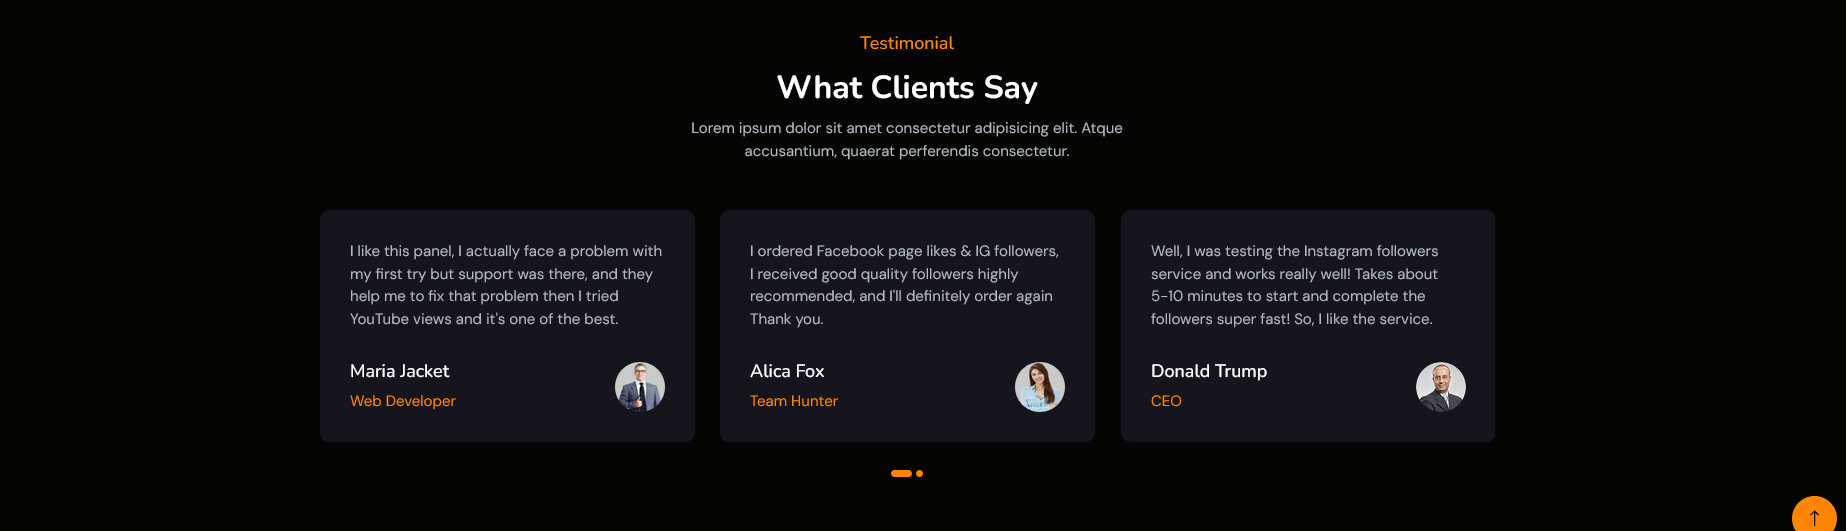 Testimonial
What Clients Say
Lorem ipsum dolor sit amet consectetur adipisicing elit. Atque
accusantium, quaerat perferendis consectetur.
I like this panel, I actually face a problem with
my first try but support was there, and they
help me to fix that problem then I tried
YouTube views and it's one of the best.
Maria Jacket
Web Developer
I ordered Facebook page likes & IG followers,
I received good quality followers highly
recommended, and I'll definitely order again
Thank you.
Alica Fox
Team Hunter
Well, I was testing the Instagram followers
service and works really well! Takes about
5-10 minutes to start and complete the
followers super fast! So, I like the service.
Donald Trump
CEO